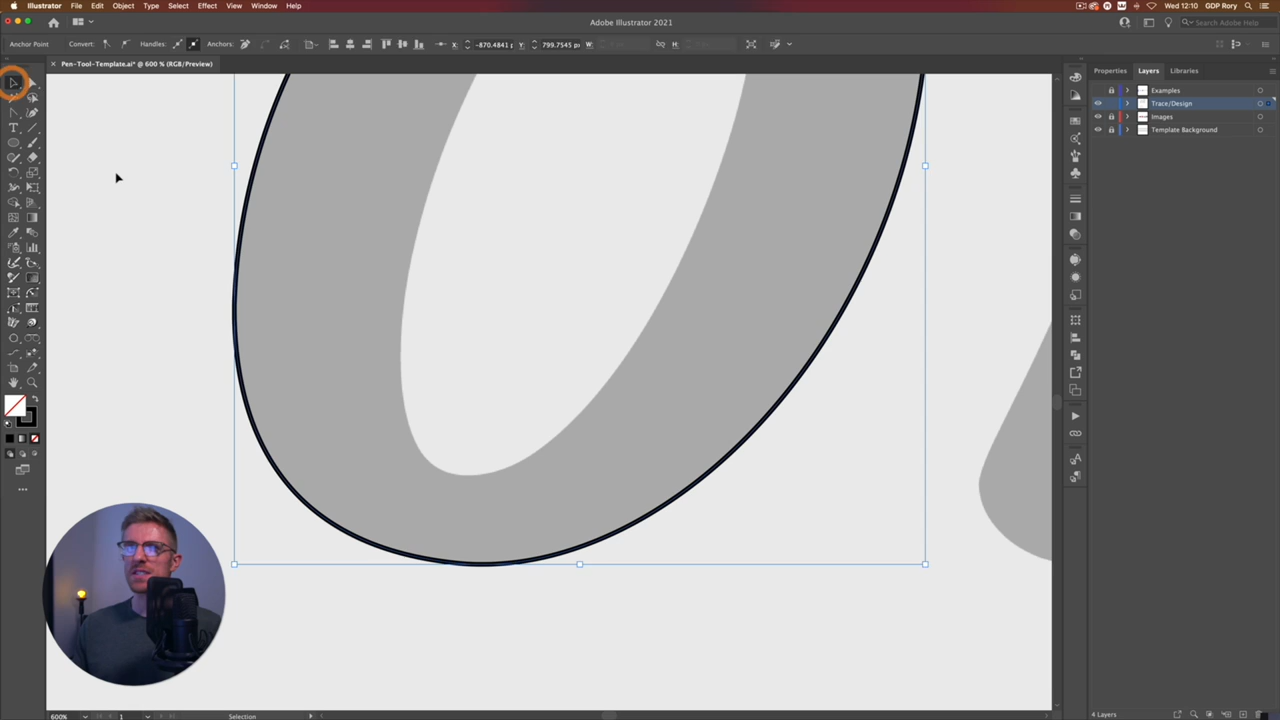 Illustrator File Edit Object Type Select Effect View Window Help
Wed 12:10 GDP Rory
Adobe Illustrator 2021
Search Adobe Help
Anchor Point Convert: Handles: Anchors: X: -870.4841 Y: 799.7545 px W:
Pen-Tool-Template.ai* @ 600 % (RGB/Preview)
Properties Layers Libraries
Examples
Trace/Design
Images
Template Background
600% 1 Selection
4 Layers